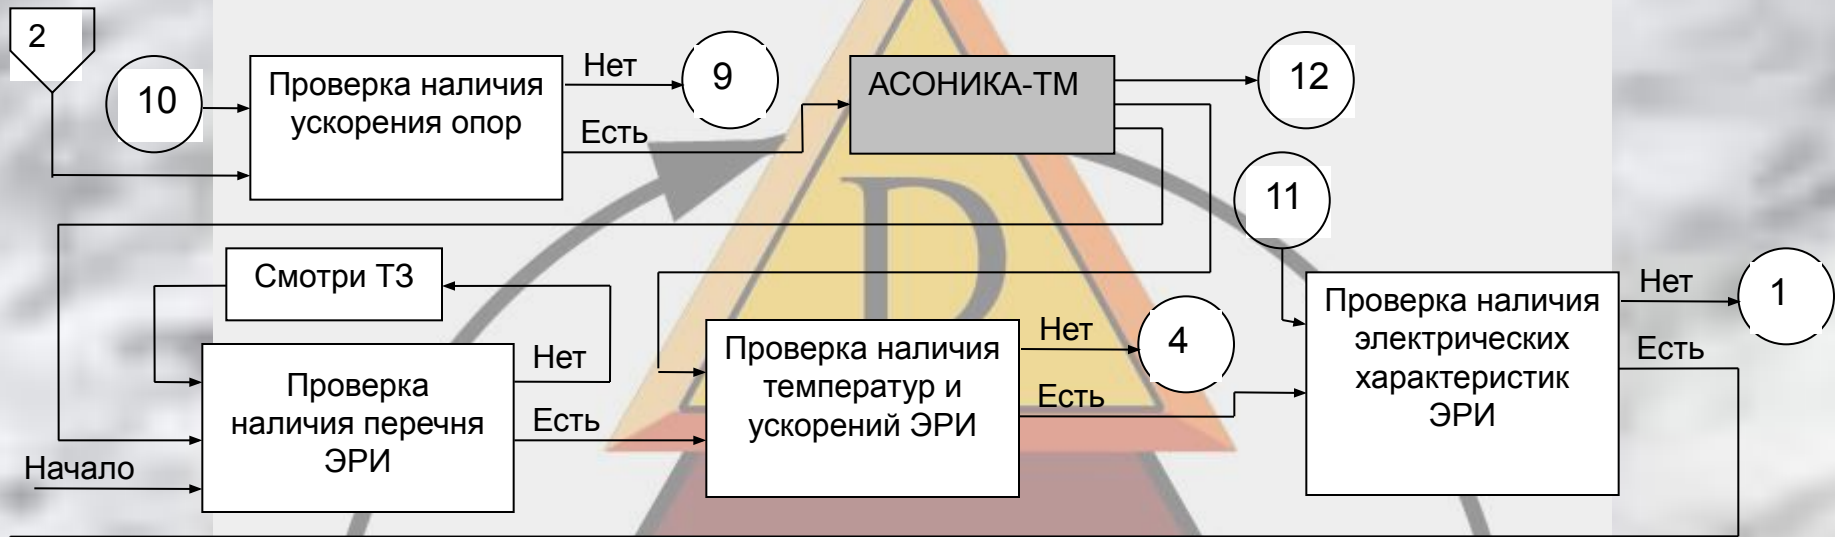 2
10
Проверка наличия
ускорения опор
Нет
Есть
9
АСОНИКА-ТМ
12
11
Смотри ТЗ
Проверка
наличия перечня
ЭРИ
Нет
Есть
Начало
Проверка наличия
температур и
ускорений ЭРИ
Нет
Есть
4
Проверка наличия
электрических
характеристик
ЭРИ
Нет
Есть
1
D